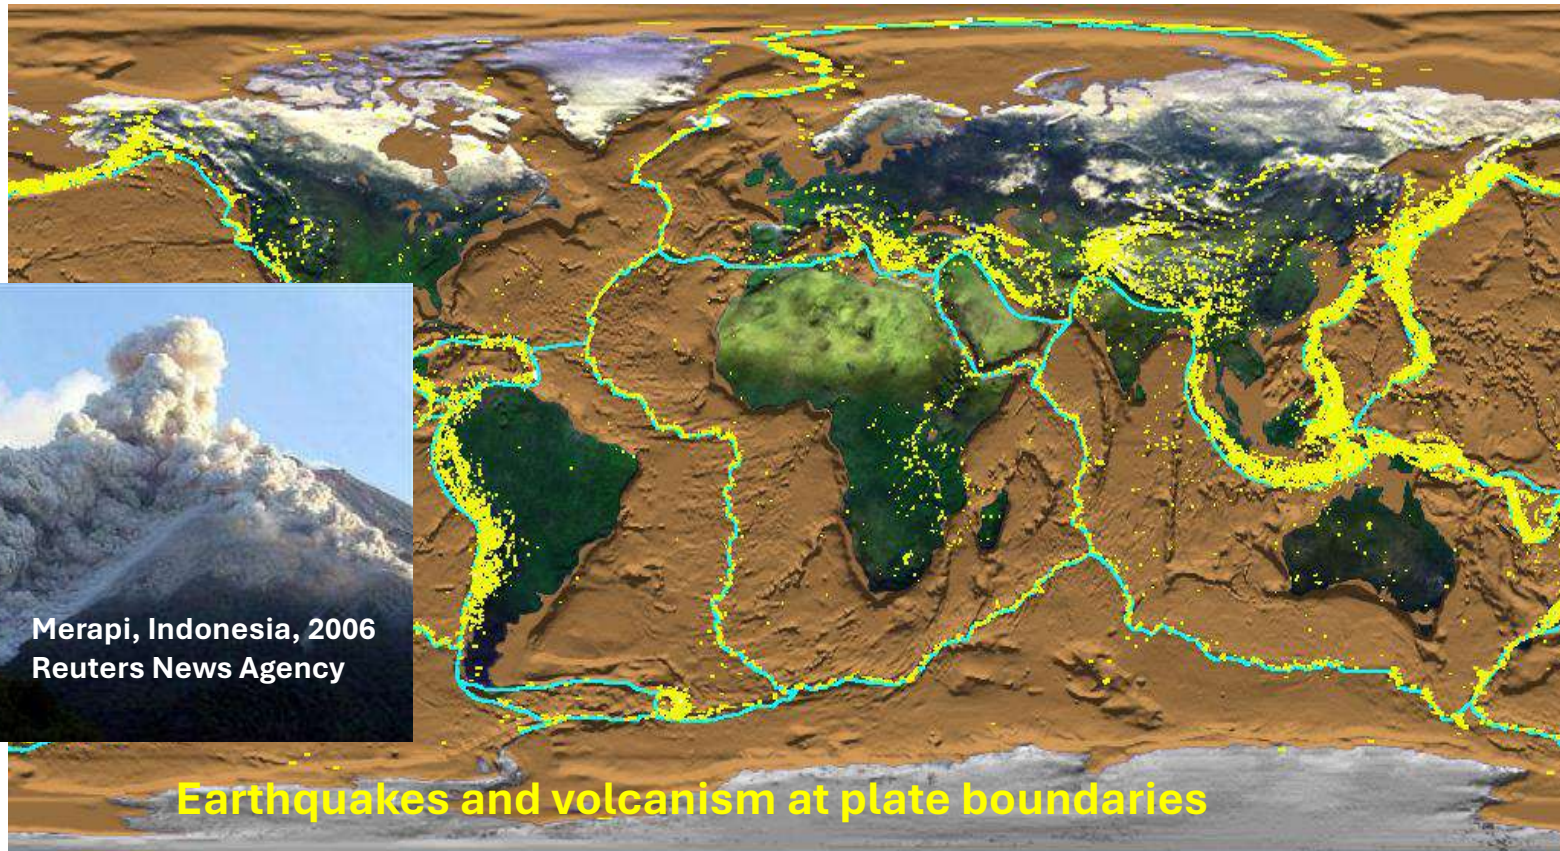 Merapi, Indonesia, 2006
Reuters News Agency
Earthquakes and volcanism at plate boundaries